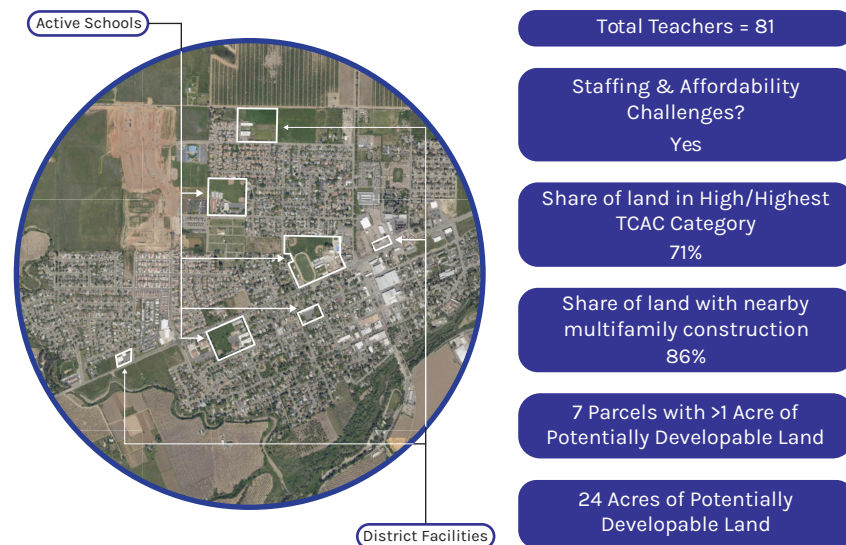 Active Schools
Total Teachers = 81
Staffing & Affordability
Challenges?
Yes
Share of land in High/Highest
TCAC Category
71%
Share of land with nearby
multifamily construction
86%
7 Parcels with >1 Acre of
Potentially Developable Land
24 Acres of Potentially
Developable Land
District Facilities